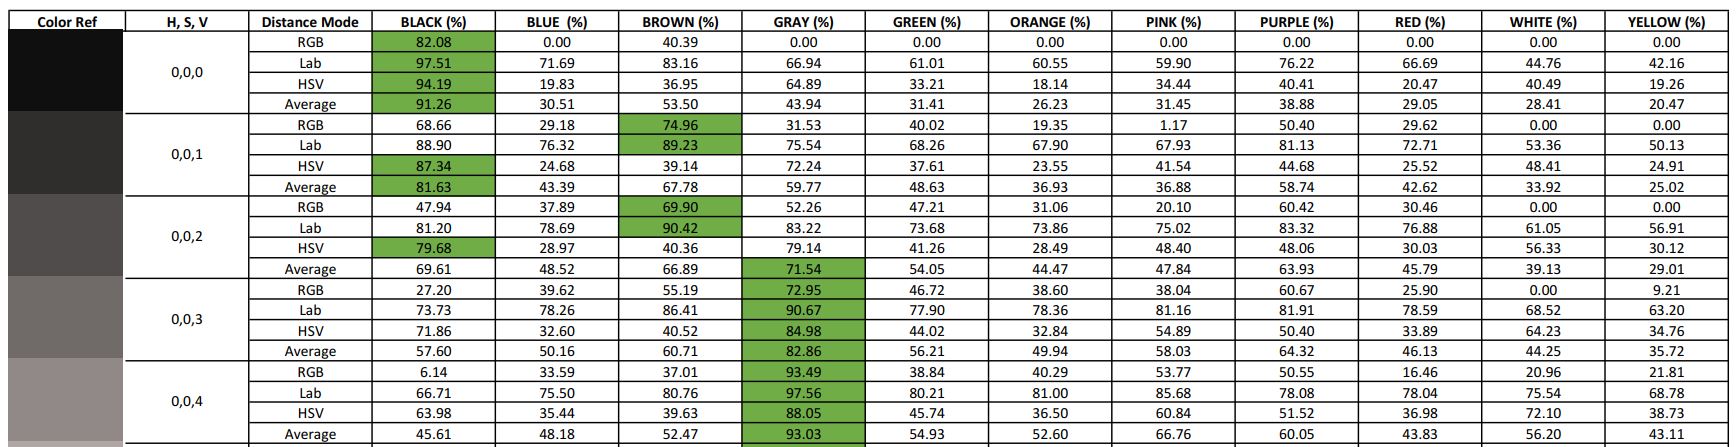 Color Ref H, S, V Distance Mode BLACK (%) BLUE (%) BROWN (%) GRAY (%) GREEN (%) ORANGE (%) PINK (%) PURPLE (%) RED (%) WHITE (%) YELLOW (%)
0,0,0
RGB 82.08 0.00 40.39 0.00 0.00 0.00 0.00 0.00 0.00 0.00 0.00
Lab 97.51 71.69 83.16 66.94 61.01 60.55 59.90 76.22 66.69 44.76 42.16
HSV 94.19 19.83 36.95 64.89 33.21 18.14 34.44 40.41 20.47 40.49 19.26
Average 91.26 30.51 53.50 43.94 31.41 26.23 31.45 38.88 29.05 28.41 20.47
0,0,1
RGB 68.66 29.18 74.96 31.53 40.02 19.35 1.17 50.40 29.62 0.00 0.00
Lab 88.90 76.32 89.23 75.54 68.26 67.90 67.93 81.13 72.71 53.36 50.13
HSV 87.34 24.68 39.14 72.24 37.61 23.55 41.54 44.68 25.52 48.41 24.91
Average 81.63 43.39 67.78 59.77 48.63 36.93 36.88 58.74 42.62 33.92 25.02
0,0,2
RGB 47.94 37.89 69.90 52.26 47.21 31.06 20.10 60.42 30.46 0.00 0.00
Lab 81.20 78.69 90.42 83.22 73.68 73.86 75.02 83.32 76.88 61.05 56.91
HSV 79.68 28.97 40.36 79.14 41.26 28.49 48.40 48.06 30.03 56.33 30.12
Average 69.61 48.52 66.89 71.54 54.05 44.47 47.84 63.93 45.79 39.13 29.01
0,0,3
RGB 27.20 39.62 55.19 72.95 46.72 38.60 38.04 60.67 25.90 0.00 9.21
Lab 73.73 78.26 86.41 90.67 77.90 78.36 81.16 81.91 78.59 68.52 63.20
HSV 71.86 32.60 40.52 84.98 44.02 32.84 54.89 50.40 33.89 64.23 34.76
Average 57.60 50.16 60.71 82.86 56.21 49.94 58.03 64.32 46.13 44.25 35.72
0,0,4
RGB 6.14 33.59 37.01 93.49 38.84 40.29 53.77 50.55 16.46 20.96 21.81
Lab 66.71 75.50 80.76 97.56 80.21 81.00 85.68 78.08 78.04 75.54 68.78
HSV 63.98 35.44 39.63 88.05 45.74 36.50 60.84 51.52 36.98 72.10 38.73
Average 45.61 48.18 52.47 93.03 54.93 52.60 66.76 60.05 43.83 56.20 43.11